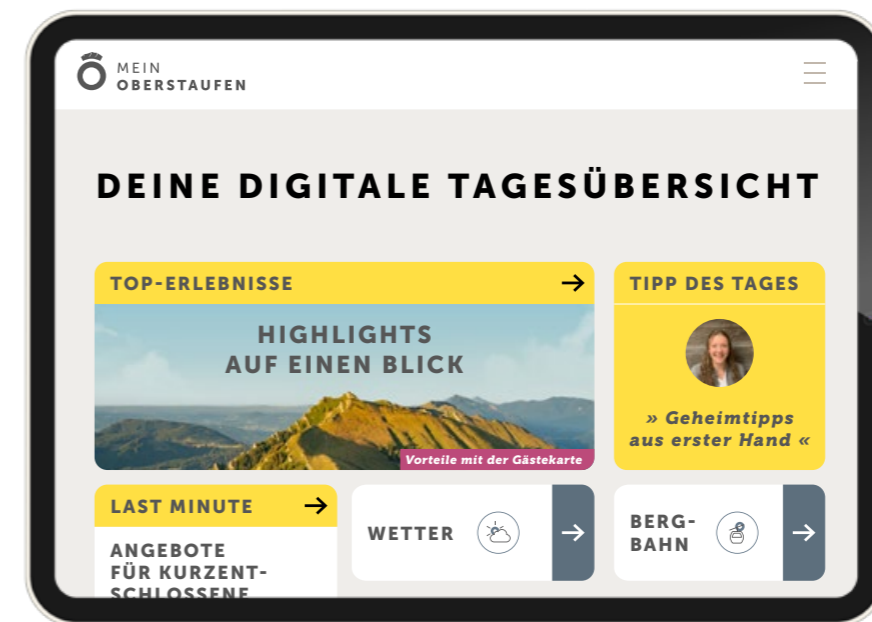 MEIN
OBERSTAUFEN
DEINE DIGITALE TAGESÜBERSICHT
TOP-ERLEBNISSE
HIGHLIGHTS
AUF EINEN BLICK
Vorteile mit der Gästekarte
TIPP DES TAGES
» Geheimtipps
aus erster Hand «
LAST MINUTE
ANGEBOTE
FÜR KURZENT-
SCHLOSSENE
WETTER
BERG-
BAHN